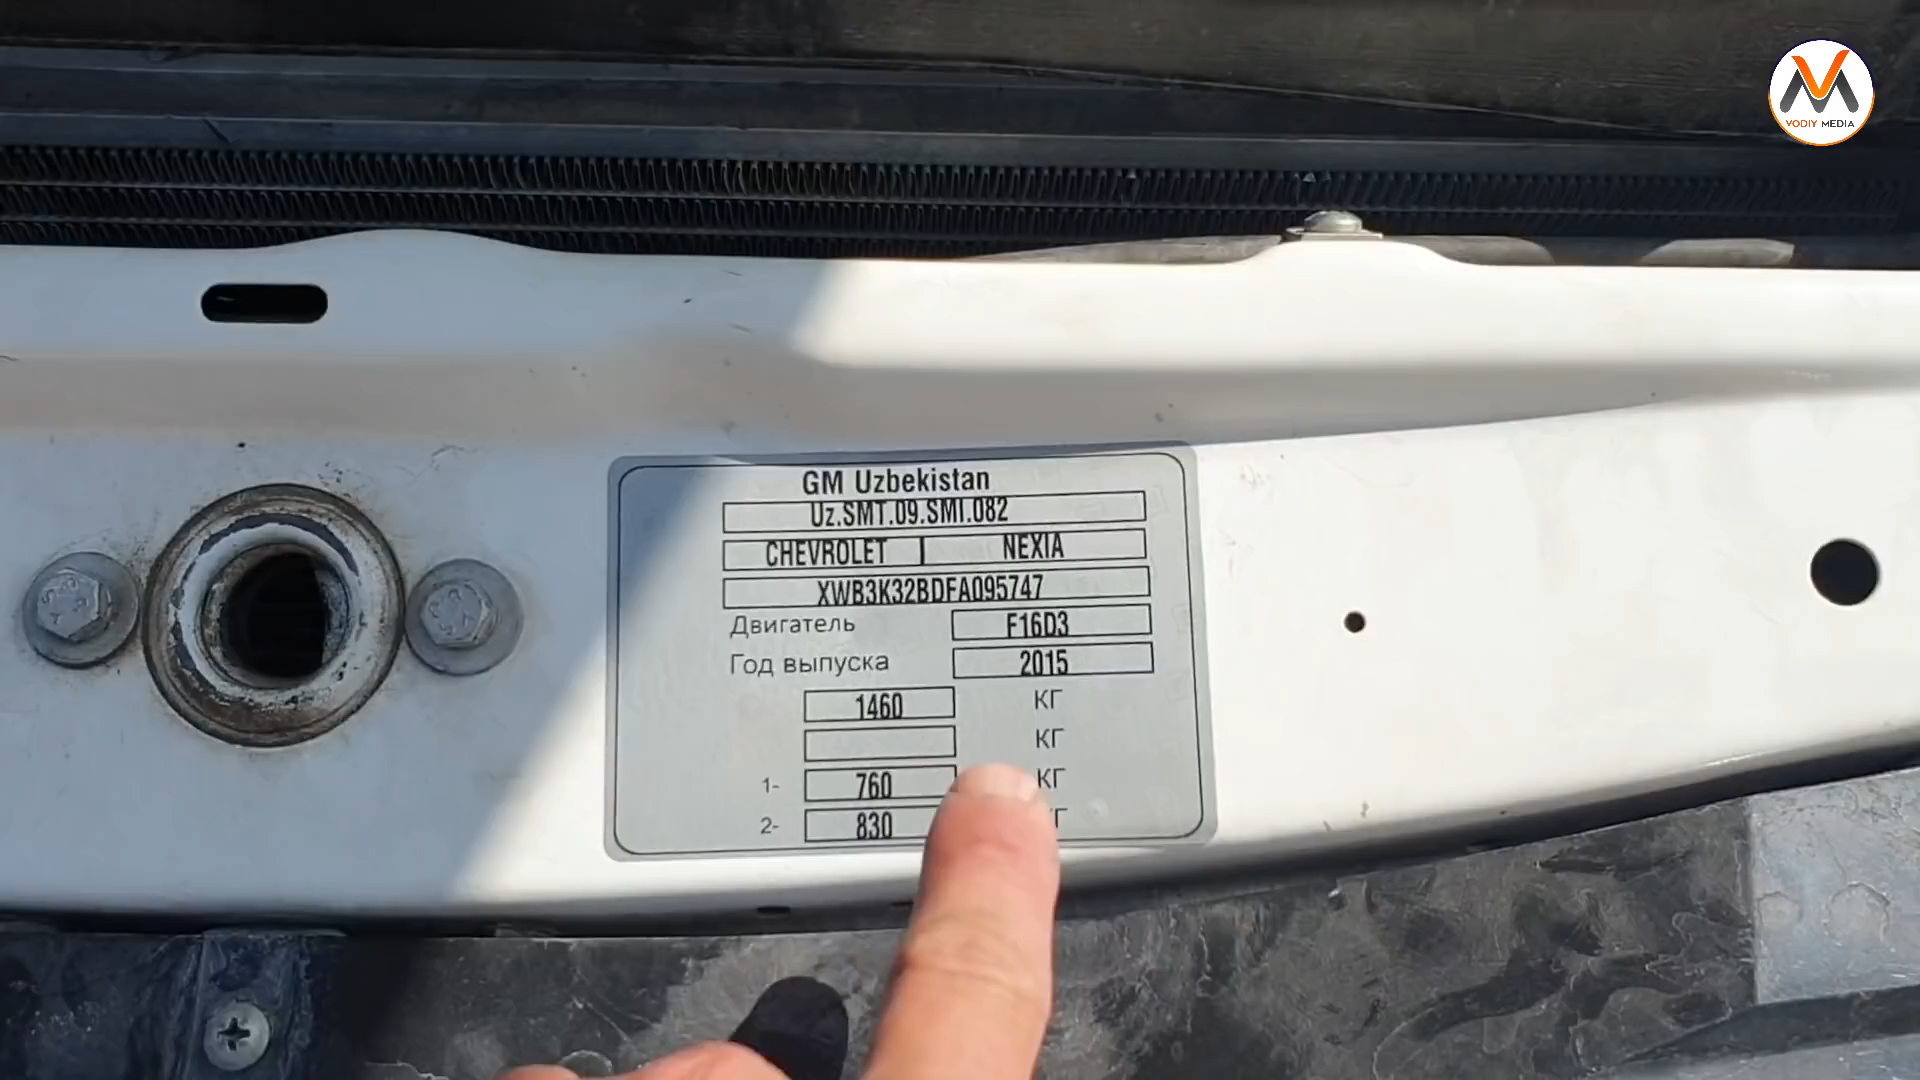 VODIY MEDIA
GM Uzbekistan
Uz.SMT.09.SMI.082
CHEVROLET | NEXIA
XWB3K32BDFA095747
Двигатель F16D3
Год выпуска 2015
1460 КГ
КГ
1- 760 КГ
2- 830